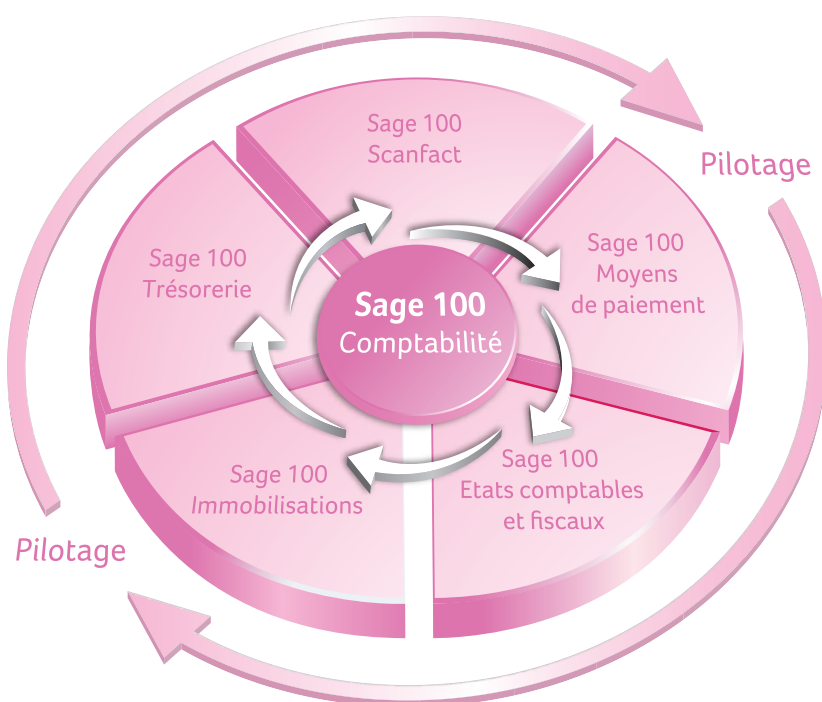 Sage 100
Scanfact
Pilotage
Sage 100
Moyens
de paiement
Sage 100
Trésorerie
Sage 100
Comptabilité
Sage 100
Etats comptables
et fiscaux
Sage 100
Immobilisations
Pilotage